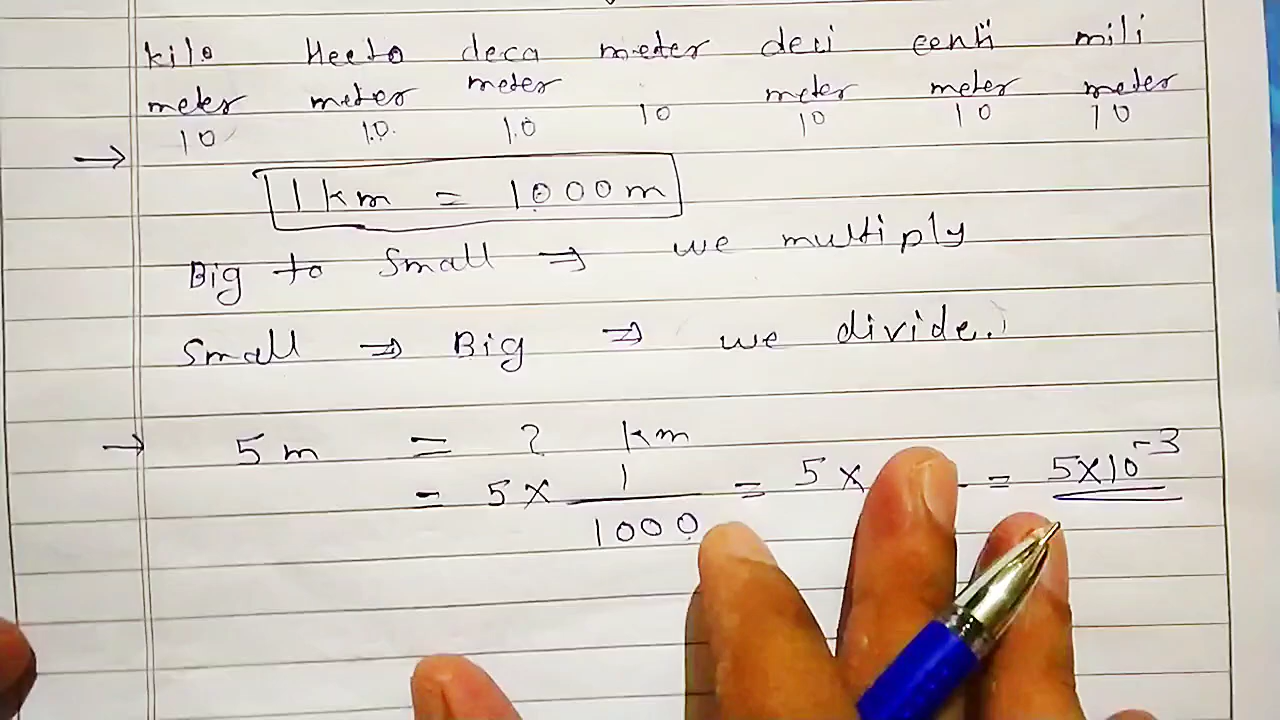 kilo Hecto deca meter deci centi mili
meter meter meter meter meter meter
10 10 10 10 10 10 10
→ 1 km = 1000 m
Big to Small ⇒ we multiply
Small ⇒ Big ⇒ we divide.
→ 5 m = ? km
= 5 × 1/1000 = 5 × = 5×10⁻³